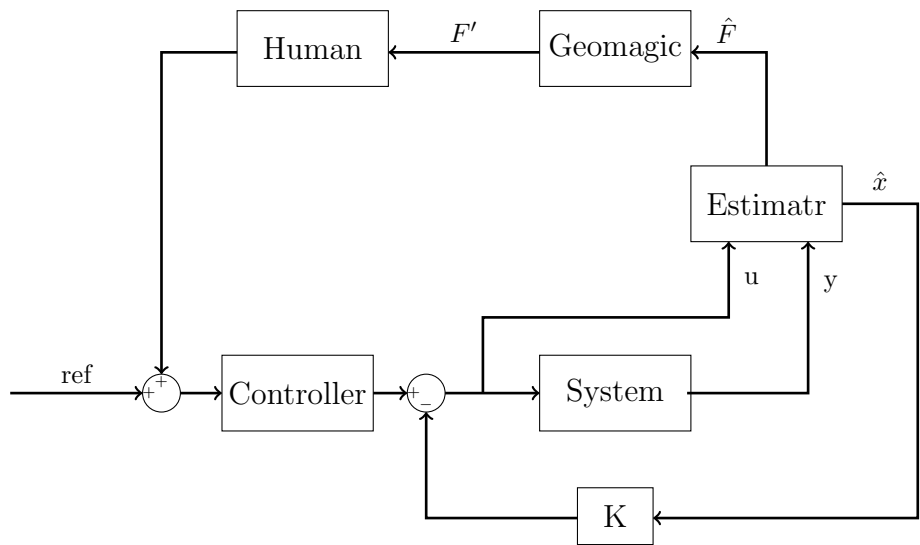 F′
F̂
Human
Geomagic
Estimatr
x̂
u
y
ref
+
+
Controller
+
−
System
K